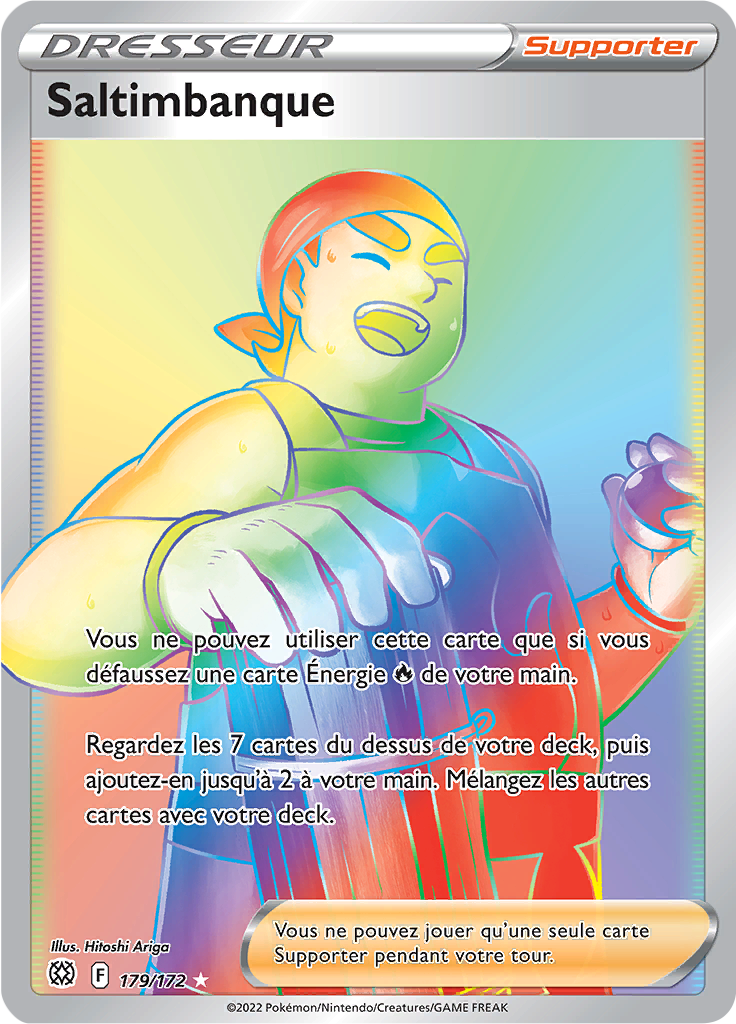 DRESSEUR Supporter
Saltimbanque
Vous ne pouvez utiliser cette carte que si vous
défaussez une carte Énergie de votre main.
Regardez les 7 cartes du dessus de votre deck, puis
ajoutez-en jusqu'à 2 à votre main. Mélangez les autres
cartes avec votre deck.
Vous ne pouvez jouer qu'une seule carte
Supporter pendant votre tour.
Illus. Hitoshi Ariga
F 179/172 ★
©2022 Pokémon/Nintendo/Creatures/GAME FREAK